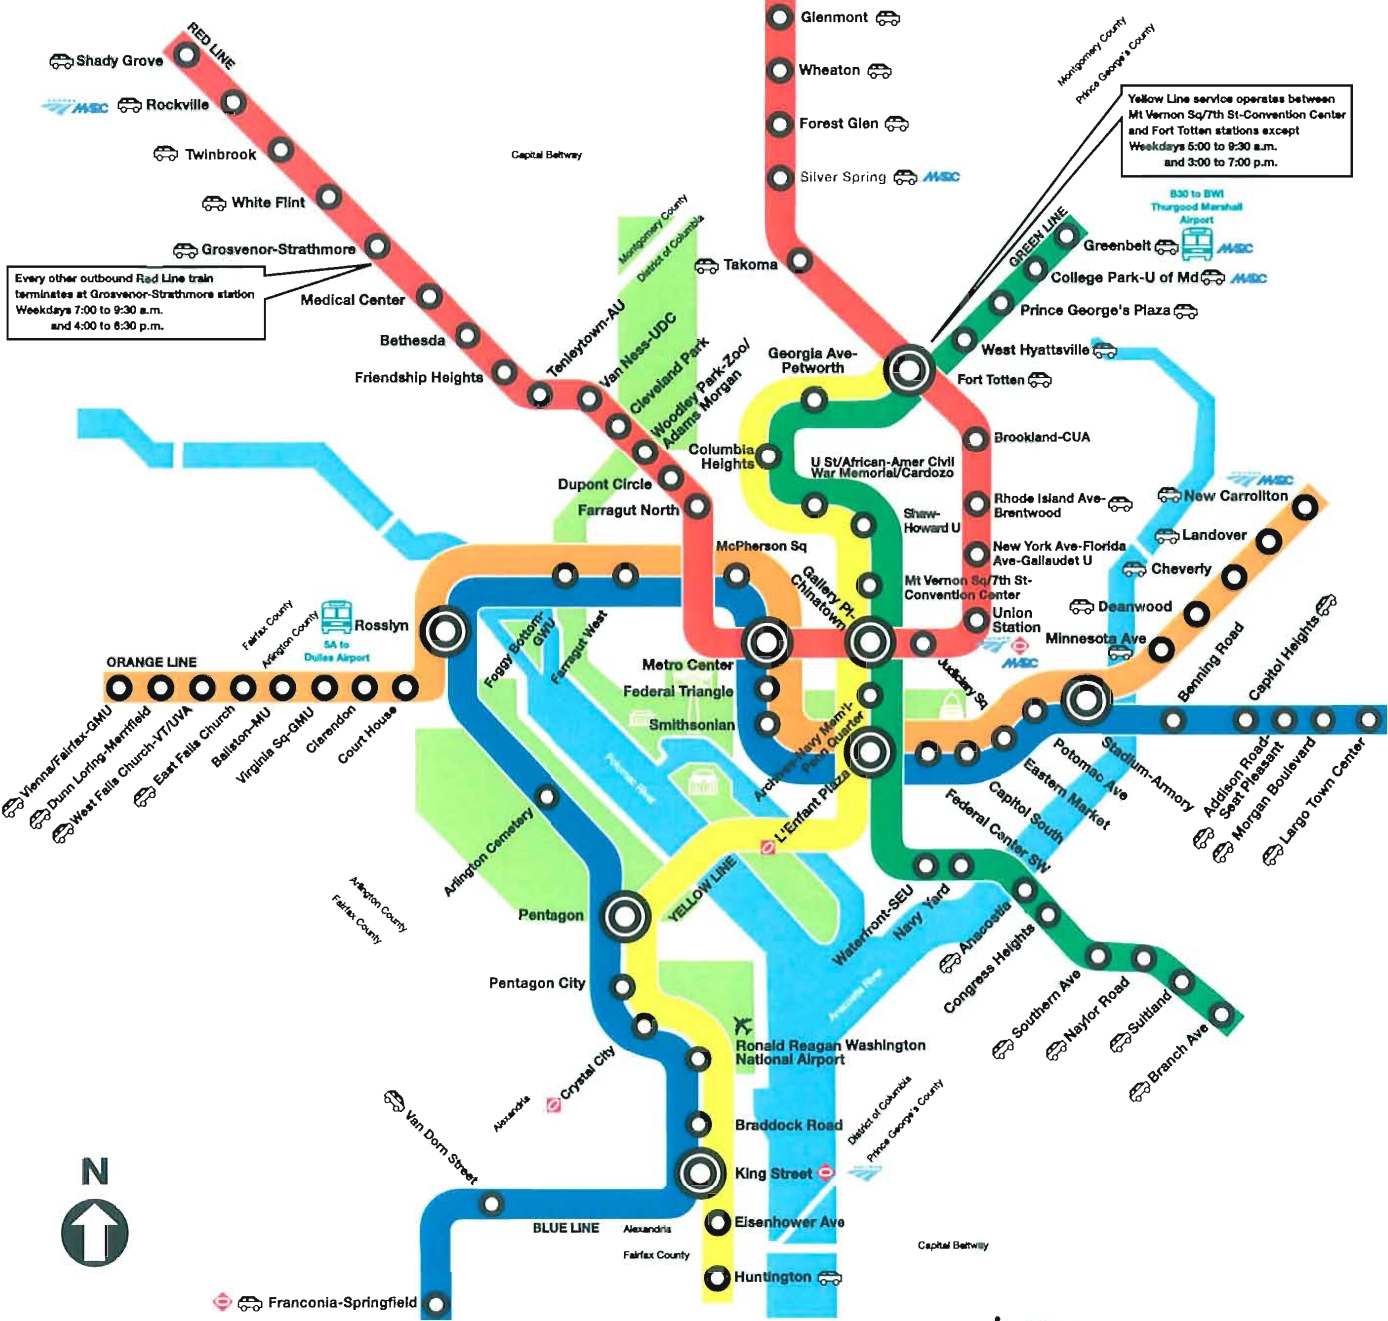 Glenmont
RED LINE
Shady Grove
Rockville
MARC
Twinbrook
White Flint
Grosvenor-Strathmore
Every other outbound Red Line train
terminates at Grosvenor-Strathmore station
Weekdays 7:00 to 9:30 a.m.
and 4:00 to 6:30 p.m.
Medical Center
Bethesda
Friendship Heights
Tenleytown-AU
Van Ness-UDC
Cleveland Park
Woodley Park-Zoo/
Adams Morgan
Dupont Circle
Farragut North
Capital Beltway
Montgomery County
District of Columbia
Wheaton
Forest Glen
Silver Spring
MARC
Takoma
Montgomery County
Prince George's County
Yellow Line service operates between
Mt Vernon Sq/7th St-Convention Center
and Fort Totten stations except
Weekdays 5:00 to 9:30 a.m.
and 3:00 to 7:00 p.m.
B30 to BWI
Thurgood Marshall
Airport
GREEN LINE
Greenbelt
MARC
College Park-U of Md
MARC
Prince George's Plaza
West Hyattsville
Fort Totten
Georgia Ave-
Petworth
Columbia
Heights
U St/African-Amer Civil
War Memorial/Cardozo
Shaw-
Howard U
Mt Vernon Sq/7th St-
Convention Center
Brookland-CUA
Rhode Island Ave-
Brentwood
New York Ave-Florida
Ave-Gallaudet U
Union
Station
MARC
MARC
New Carrollton
Landover
Cheverly
Deanwood
Minnesota Ave
McPherson Sq
Gallery Pl-
Chinatown
Judiciary Sq
Metro Center
Federal Triangle
Smithsonian
Archives-Navy Mem'l-
Penn Quarter
L'Enfant Plaza
Foggy Bottom-
GWU
Farragut West
Fairfax County
Arlington County
5A to
Dulles Airport
Rosslyn
ORANGE LINE
Vienna/Fairfax-GMU
Dunn Loring-Merrifield
West Falls Church-VT/UVA
East Falls Church
Ballston-MU
Virginia Sq-GMU
Clarendon
Court House
Benning Road
Capitol Heights
Stadium-Armory
Potomac Ave
Eastern Market
Capitol South
Federal Center SW
Addison Road-
Seat Pleasant
Morgan Boulevard
Largo Town Center
Potomac River
Arlington Cemetery
Arlington County
Fairfax County
Pentagon
YELLOW LINE
Pentagon City
Crystal City
Ronald Reagan Washington
National Airport
Waterfront-SEU
Navy Yard
Anacostia
Congress Heights
Southern Ave
Naylor Road
Suitland
Branch Ave
Anacostia River
Alexandria
Van Dorn Street
Braddock Road
King Street
District of Columbia
Prince George's County
N
BLUE LINE
Alexandria
Fairfax County
Eisenhower Ave
Capital Beltway
Huntington
Franconia-Springfield